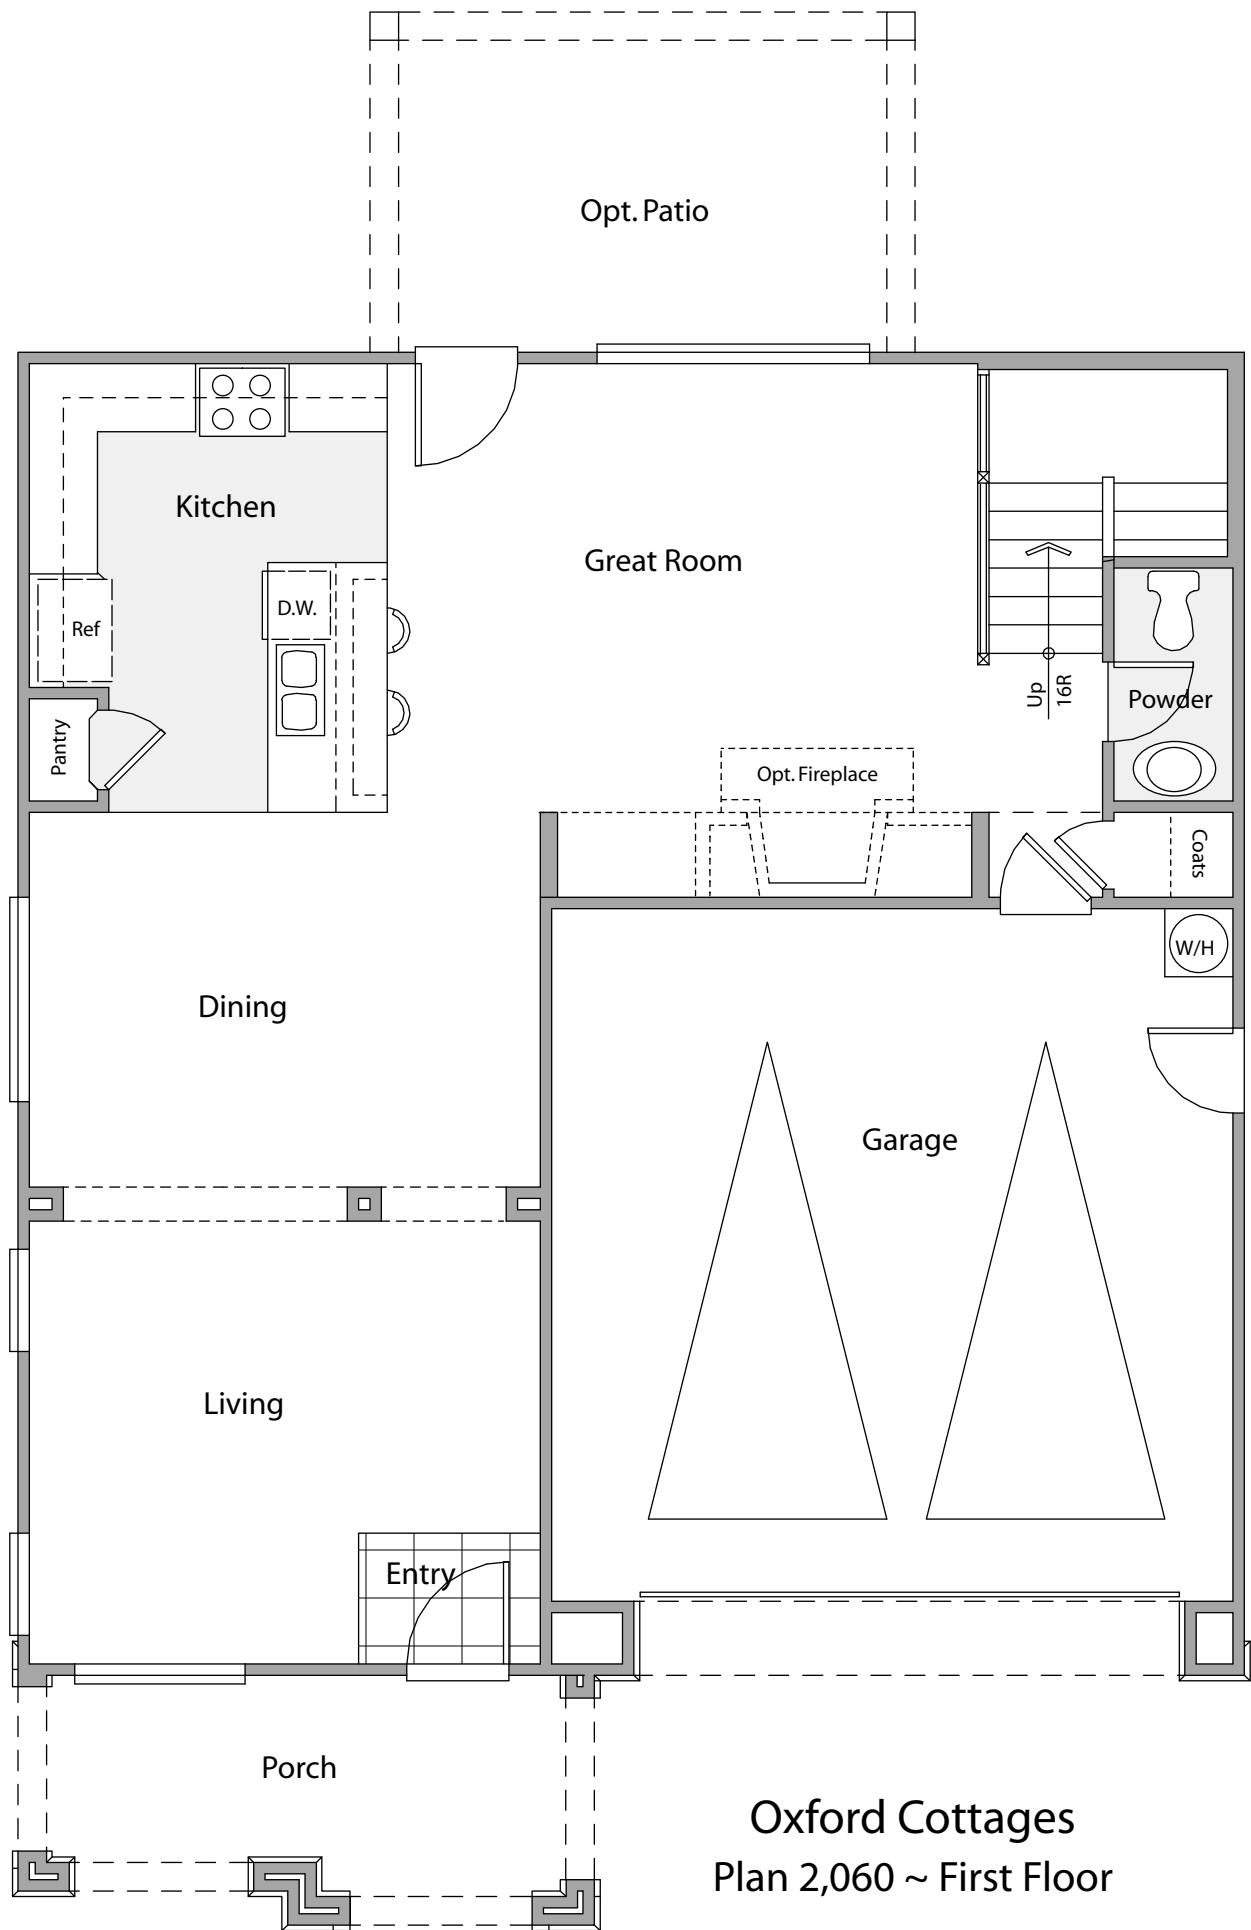 Opt. Patio
Kitchen
Great Room
D.W.
Ref
Up
16R
Powder
Pantry
Opt. Fireplace
Coats
W/H
Dining
Garage
Living
Entry
Porch
Oxford Cottages
Plan 2,060 ~ First Floor